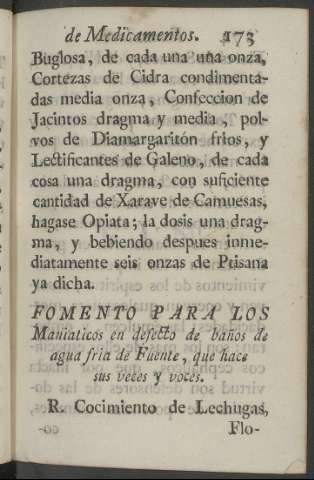 de Medicamentos. 173
Buglosa, de cada una una onza,
Cortezas de Cidra condimenta-
das media onza, Confeccion de
Jacintos dragma y media, pol-
vos de Diamargaritón frios, y
Lectificantes de Galeno, de cada
cosa una dragma, con suficiente
cantidad de Xarave de Camuesas,
hagase Opiata; la dosis una drag-
ma, y bebiendo despues inme-
diatamente seis onzas de Ptisana
ya dicha.
FOMENTO PARA LOS
Maniaticos en defecto de baños de
agua fria de Fuente, que hace
sus veces y voces.
R. Cocimiento de Lechugas,
Flo-